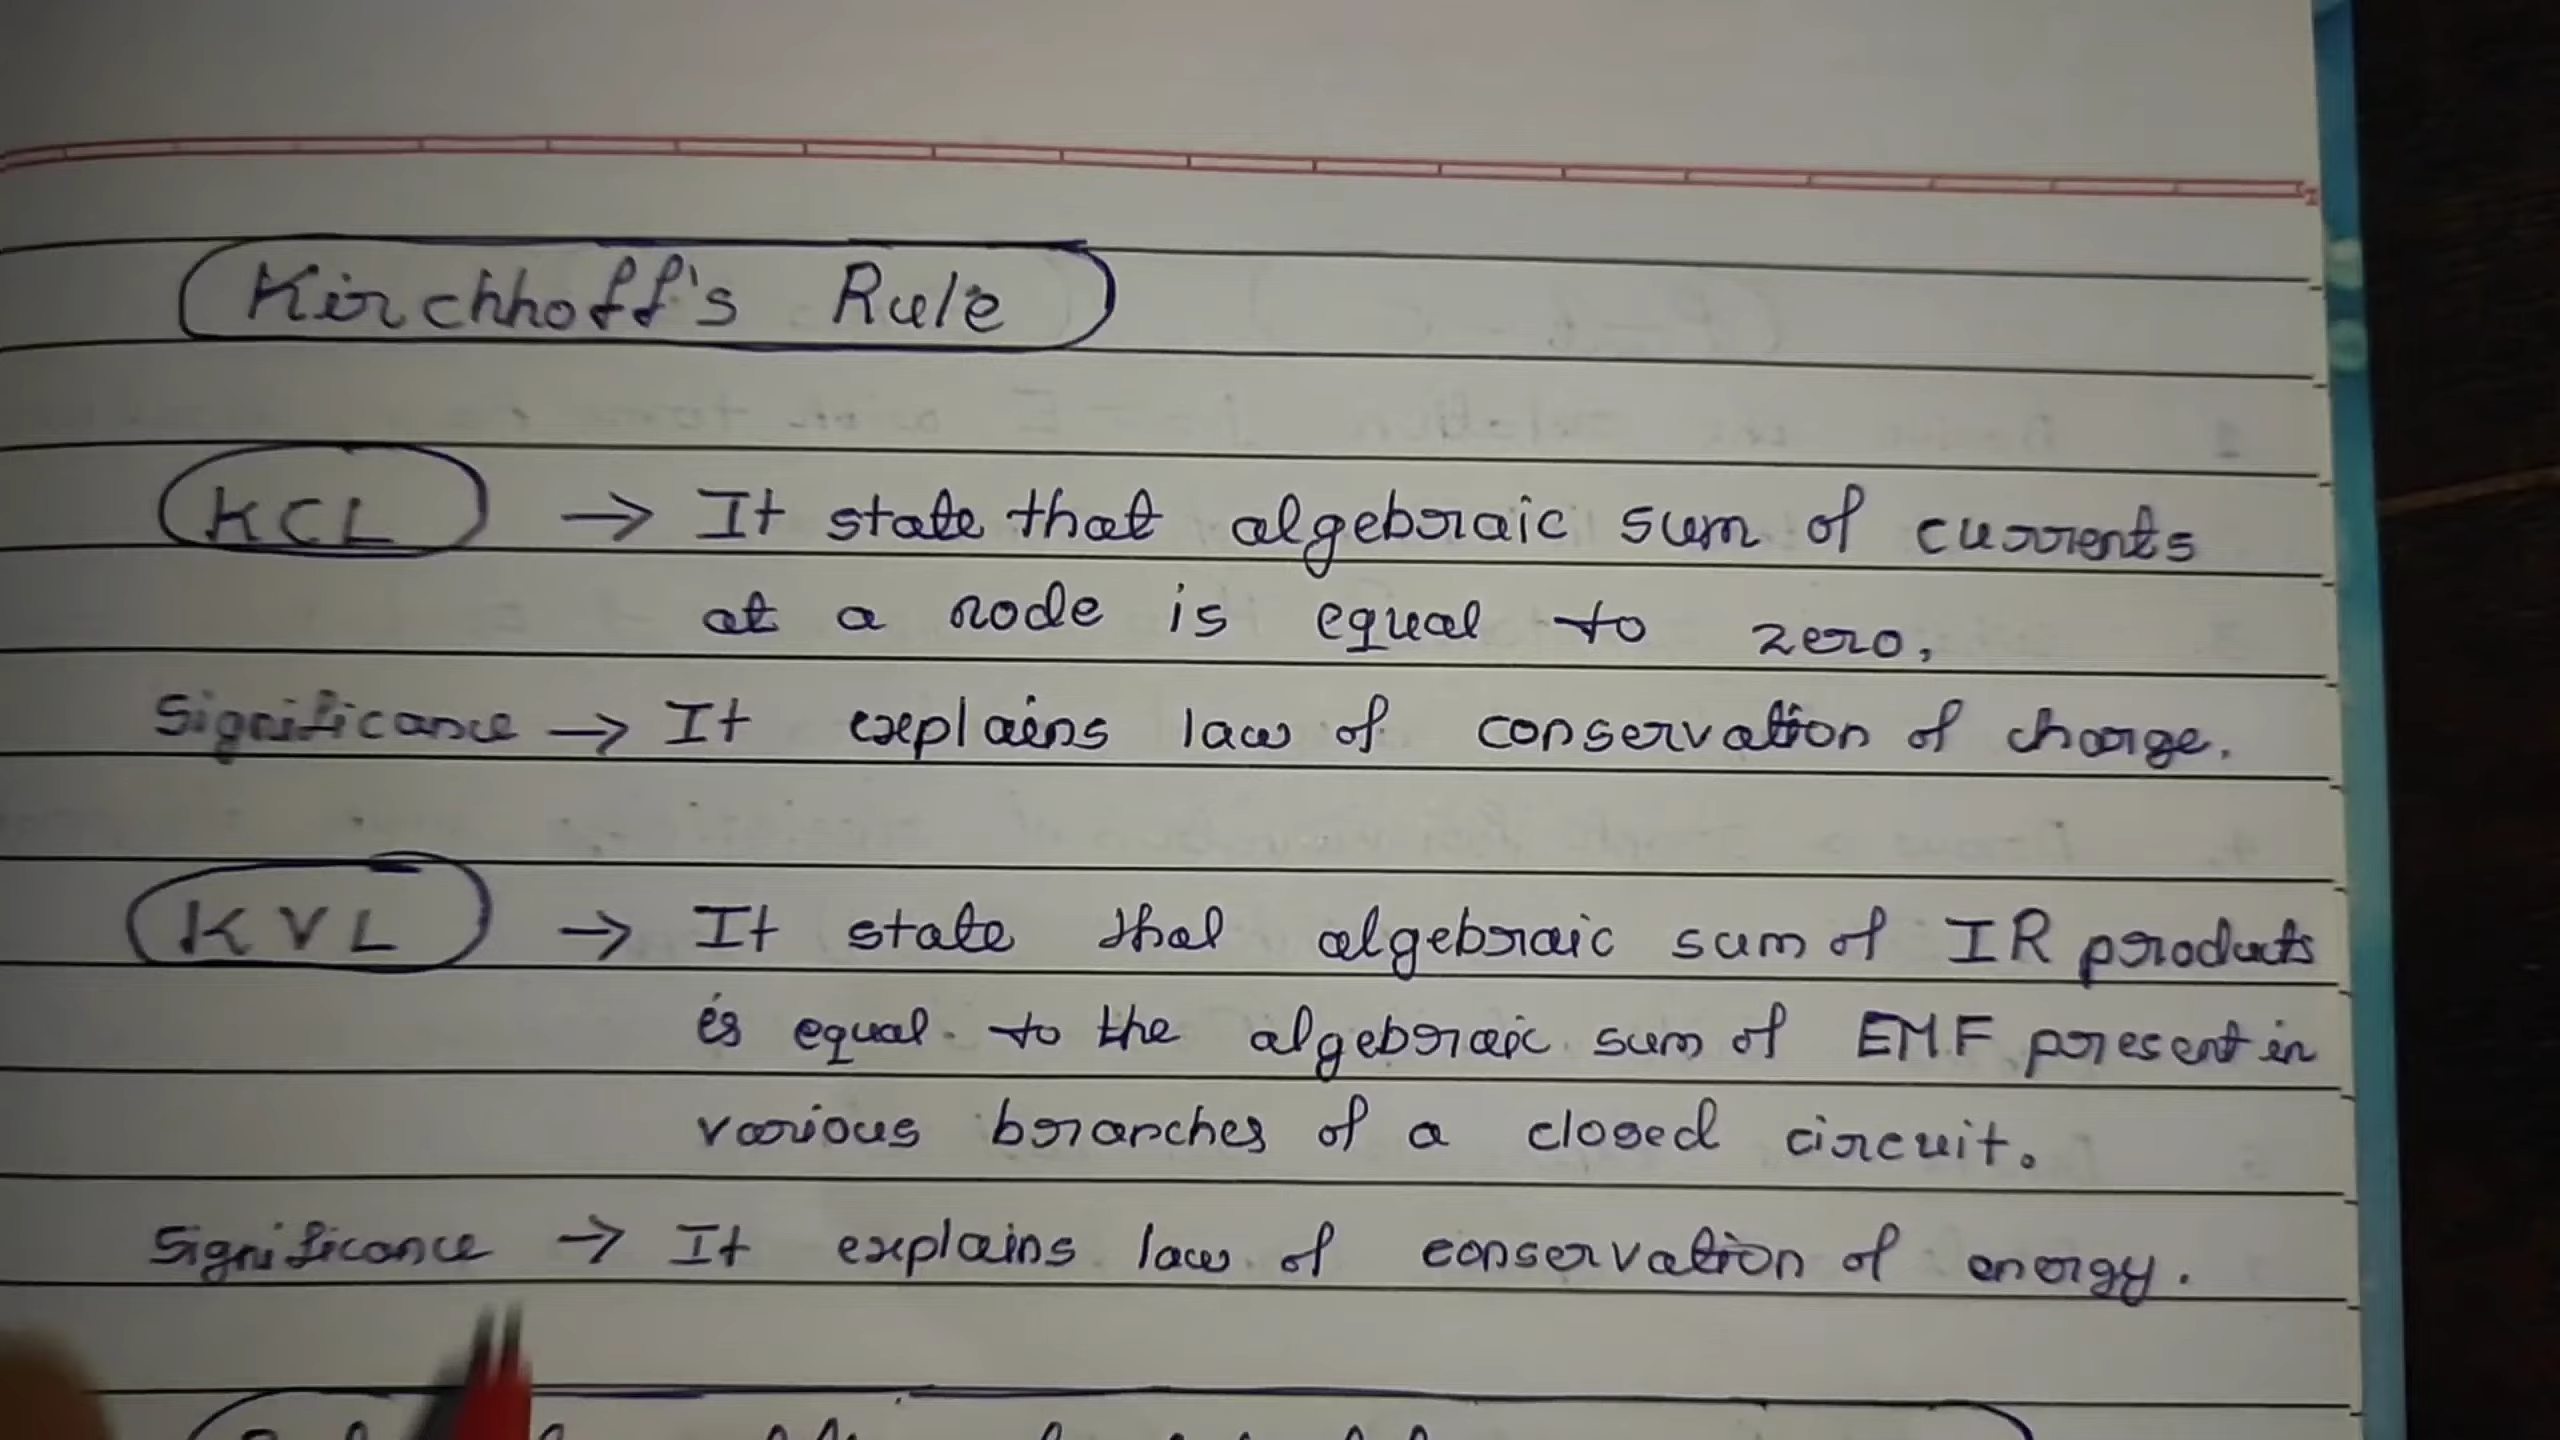 Kirchhoff's Rule
KCL → It state that algebraic sum of currents
at a node is equal to zero,
Significance → It explains law of conservation of charge.
KVL → It state that algebraic sum of IR products
is equal to the algebraic sum of EMF present in
various branches of a closed circuit.
Significance → It explains law of conservation of energy.